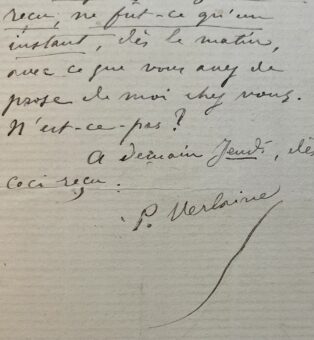 reçu, ne fût-ce qu'un
instant, dès le matin,
avec ce que vous avez de
prose de moi chez vous.
N'est-ce-pas?
A demain Jeudi, dès
ceci reçu.
P. Verlaine